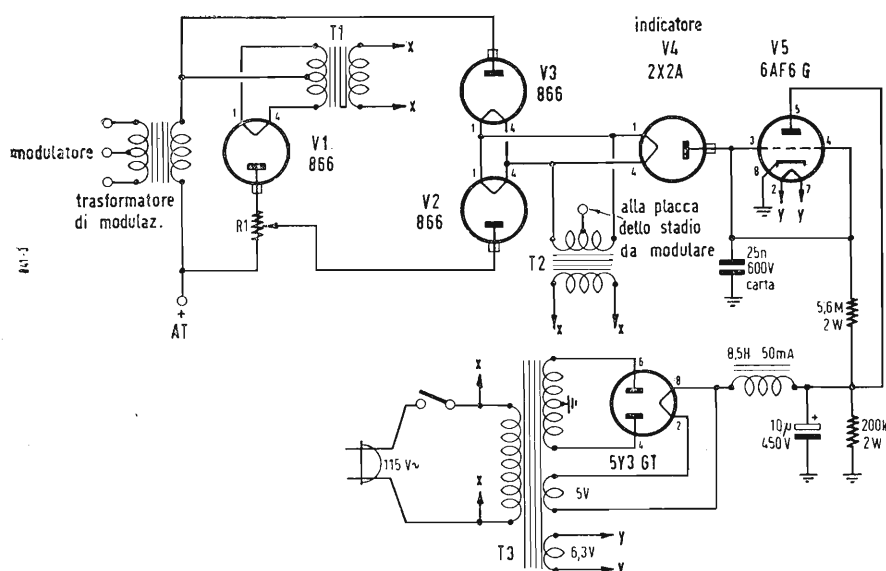 T1
x
x
1
4
V1.
866
modulatore
trasformatore
di modulaz.
R1
+
AT
841-3
V3
866
1
4
1
4
V2
866
indicatore
V4
2X2A
1
4
V5
6AF6 G
5
3
4
8
2
7
y
y
alla placca
dello stadio
da modulare
T2
x
x
25n
600V
carta
5,6M
2 W
8,5H 50mA
x
x
115 V~
6
8
4
2
5Y3 GT
5V
T3
6,3V
y
y
10µ
450V
+
200k
2W